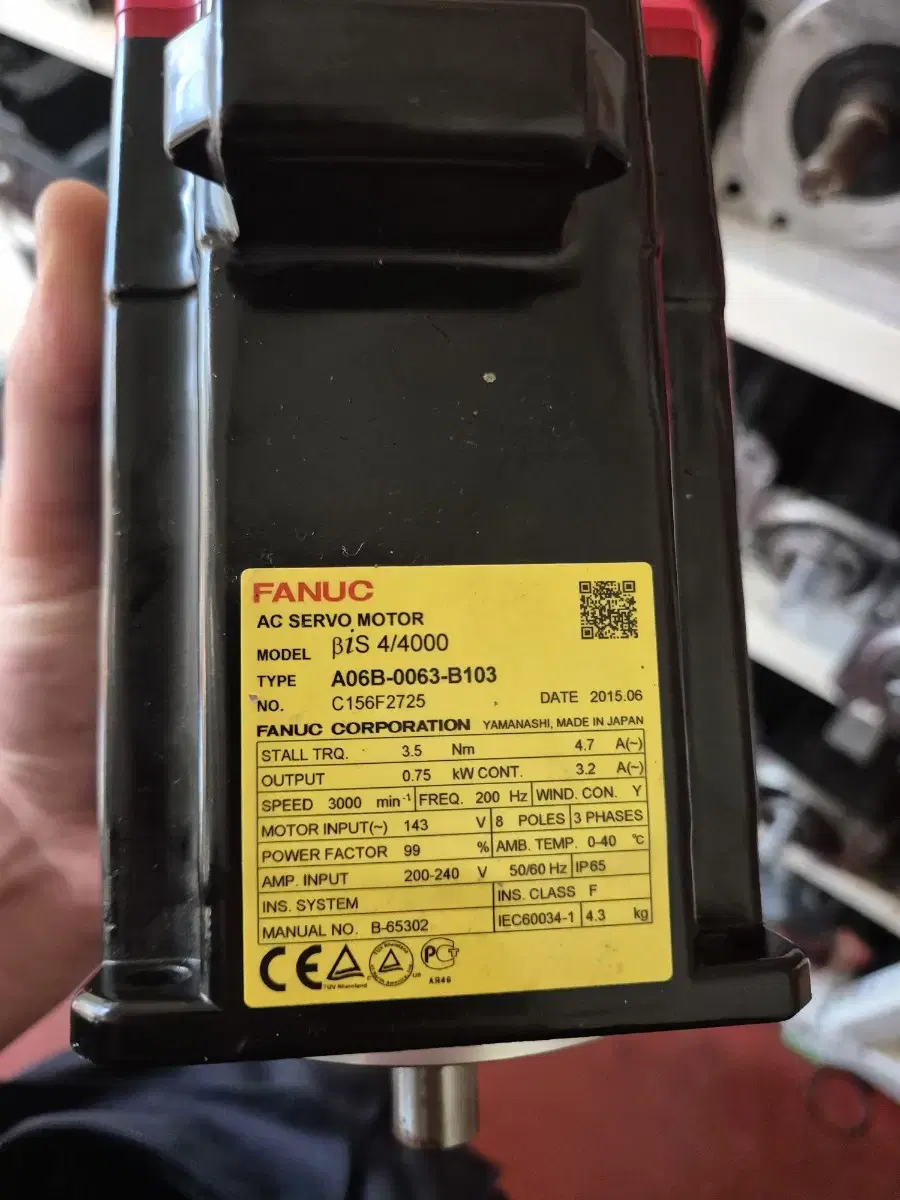 FANUC
AC SERVO MOTOR
MODEL βiS 4/4000
TYPE A06B-0063-B103
NO. C156F2725 DATE 2015.06
FANUC CORPORATION YAMANASHI, MADE IN JAPAN
STALL TRQ. 3.5 Nm 4.7 A(~)
OUTPUT 0.75 kW CONT. 3.2 A(~)
SPEED 3000 min-1 FREQ. 200 Hz WIND. CON. Y
MOTOR INPUT(~) 143 V 8 POLES 3 PHASES
POWER FACTOR 99 % AMB. TEMP. 0-40 ℃
AMP. INPUT 200-240 V 50/60 Hz IP65
INS. SYSTEM INS. CLASS F
MANUAL NO. B-65302 IEC60034-1 4.3 kg
CE
TÜV Rheinland
PCT